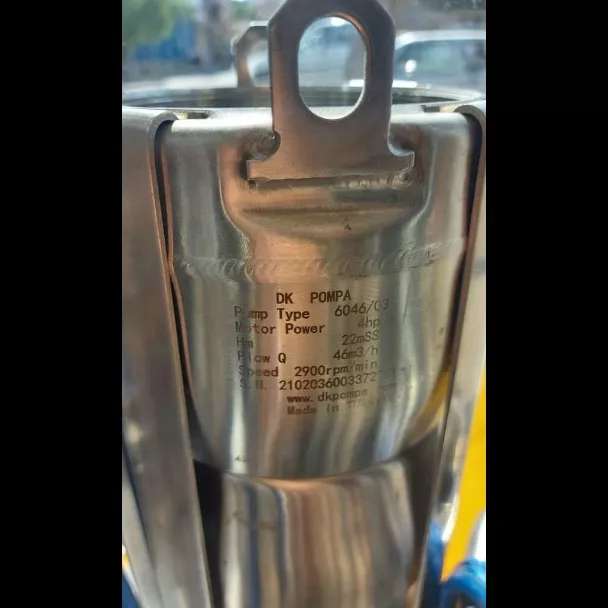 DK POMPA
Pump Type 6046/03
Motor Power 4hp
Hm 22mSS
Flow Q 46m3/h
Speed 2900rpm/min
S.N. 2102036003372
www.dkpompa
Made in